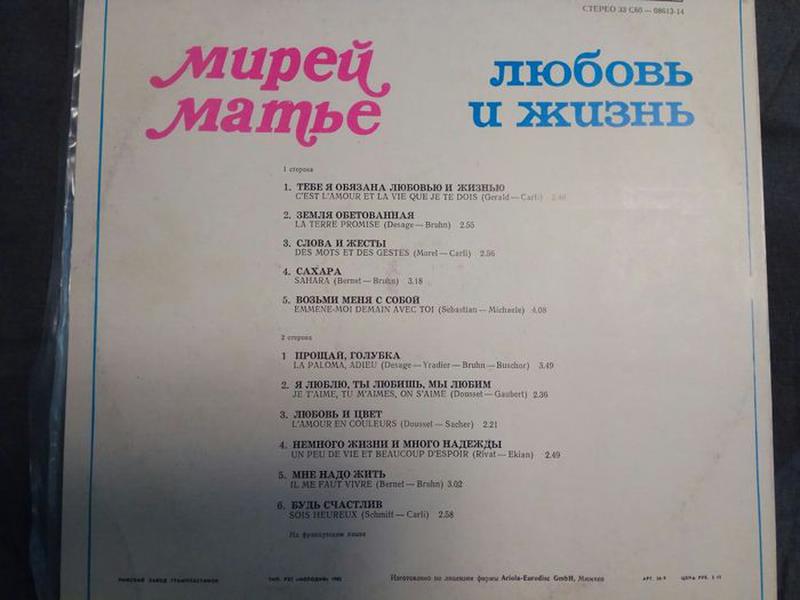 СТЕРЕО 33 С60 — 08613-14
мирей
матье
любовь
и жизнь
1 сторона
1. ТЕБЕ Я ОБЯЗАНА ЛЮБОВЬЮ И ЖИЗНЬЮ
C'EST L'AMOUR ET LA VIE QUE JE TE DOIS (Gerald — Carli)
2. ЗЕМЛЯ ОБЕТОВАННАЯ
LA TERRE PROMISE (Desage — Bruhn) 2.55
3. СЛОВА И ЖЕСТЫ
DES MOTS ET DES GESTES (Morel — Carli) 2.56
4. САХАРА
SAHARA (Bernet — Bruhn) 3.18
5. ВОЗЬМИ МЕНЯ С СОБОЙ
EMMENE-MOI DEMAIN AVEC TOI (Sebastian — Michaele) 4.08
2 сторона
1 ПРОЩАЙ, ГОЛУБКА
LA PALOMA, ADIEU (Desage — Yradier — Bruhn — Buschor) 3.49
2. Я ЛЮБЛЮ, ТЫ ЛЮБИШЬ, МЫ ЛЮБИМ
JE T'AIME, TU M'AIMES, ON S'AIME (Dousset — Gaubert) 2.36
3. ЛЮБОВЬ И ЦВЕТ
L'AMOUR EN COULEURS (Dousset — Sacher) 2.21
4. НЕМНОГО ЖИЗНИ И МНОГО НАДЕЖДЫ
UN PEU DE VIE ET BEAUCOUP D'ESPOIR (Rivat — Ekian) 2.49
5. МНЕ НАДО ЖИТЬ
IL ME FAUT VIVRE (Bernet — Bruhn) 3.02
6. БУДЬ СЧАСТЛИВ
SOIS HEUREUX (Schmitt — Carli) 2.58
На французском языке
РИЖСКИЙ ЗАВОД ГРАМПЛАСТИНОК
Изготовлено по лицензии фирмы Ariola-Eurodisc GmbH, Мюнхен
АРТ.
ЦЕНА РУБ.